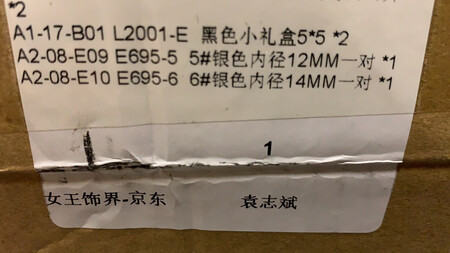 *2
A1-17-B01 L2001-E 黑色小礼盒5*5 *2
A2-08-E09 E695-5 5#银色内径12MM一对 *1
A2-08-E10 E695-6 6#银色内径14MM一对 *1
1
女王饰界-京东 袁志斌